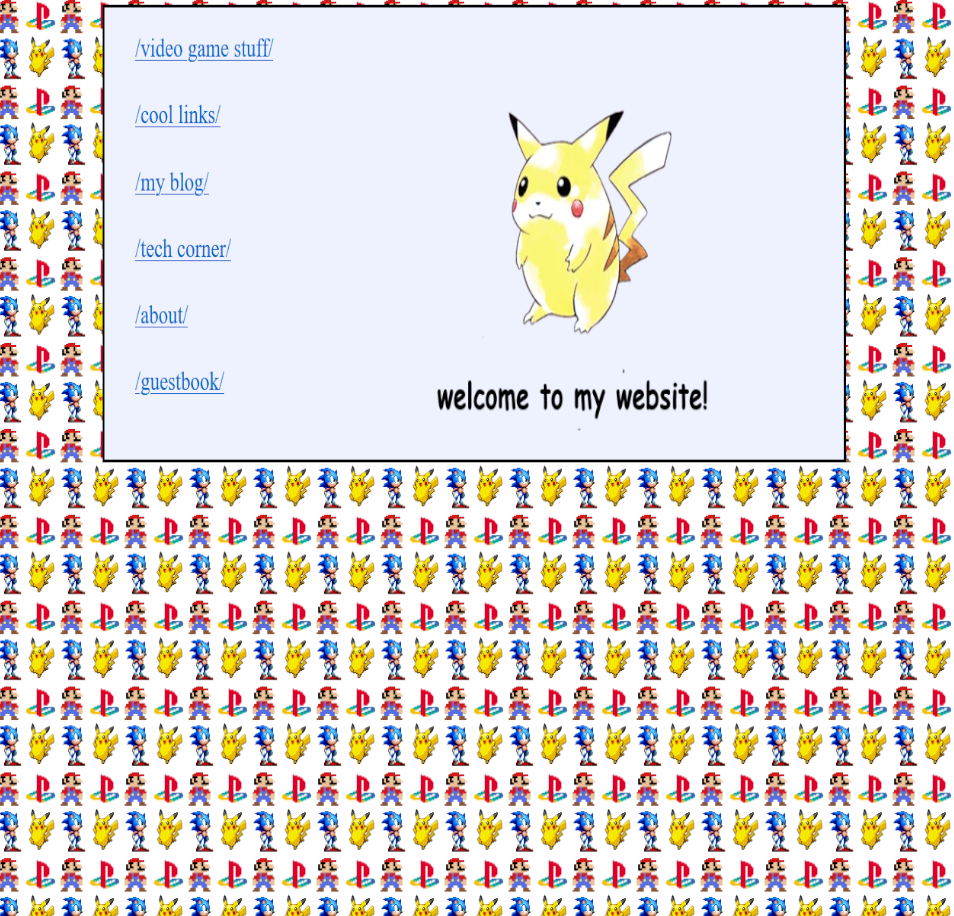 /video game stuff/
/cool links/
/my blog/
/tech corner/
/about/
/guestbook/
welcome to my website!